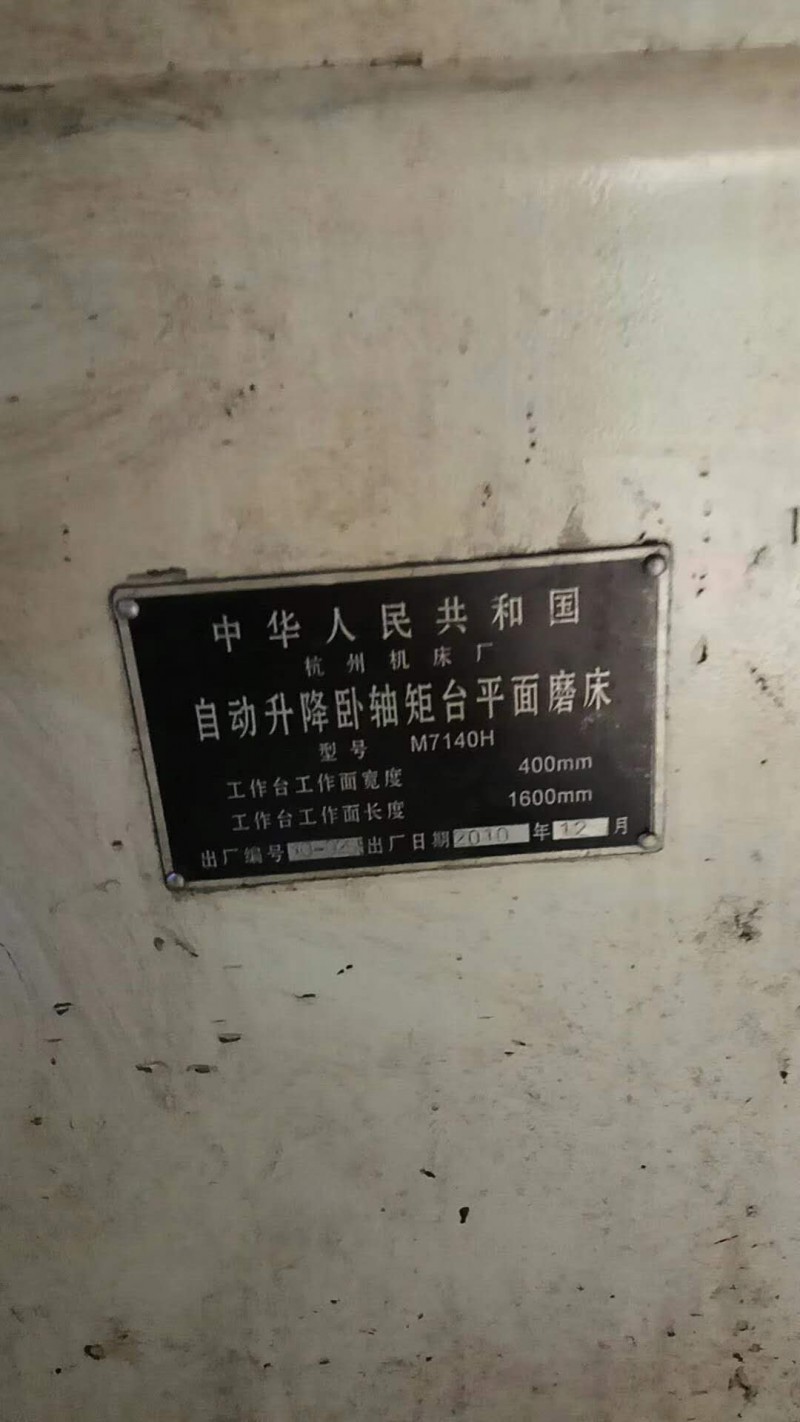 中华人民共和国
杭州机床厂
自动升降卧轴矩台平面磨床
型号 M7140H
工作台工作面宽度 400mm
工作台工作面长度 1600mm
出厂编号 出厂日期 2010 年 12 月